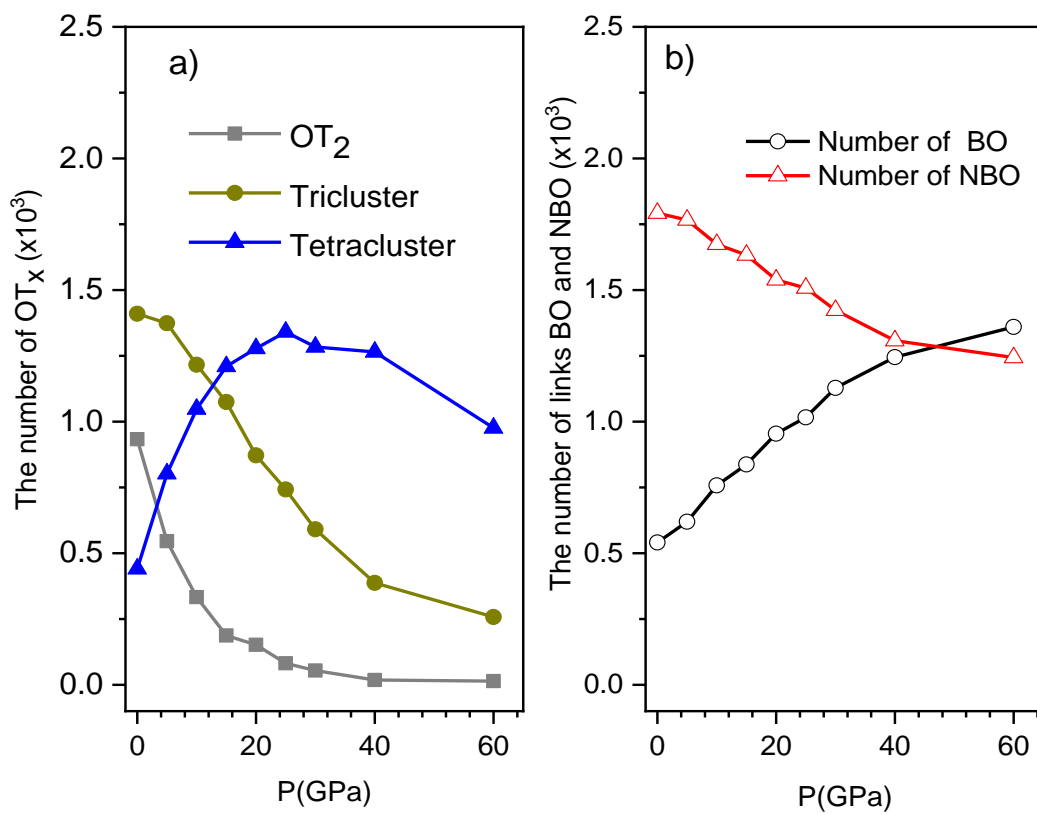 a)
OT2
Tricluster
Tetracluster
The number of OTx (x10³)
2.5
2.0
1.5
1.0
0.5
0.0
0 20 40 60
P(GPa)
b)
Number of BO
Number of NBO
The number of links BO and NBO (x10³)
2.5
2.0
1.5
1.0
0.5
0.0
0 20 40 60
P(GPa)